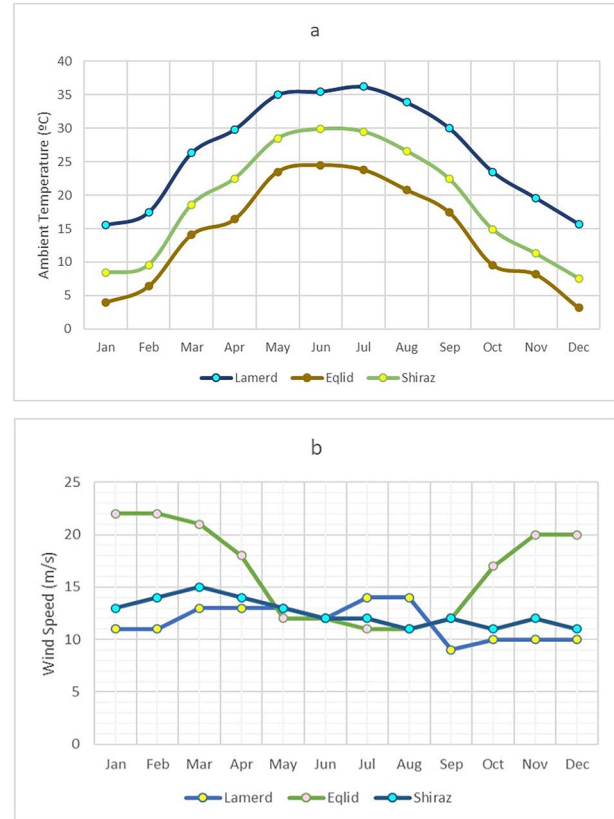 a
Ambient Temperature (ºC)
40
35
30
25
20
15
10
5
0
Jan Feb Mar Apr May Jun Jul Aug Sep Oct Nov Dec
Lamerd Eqlid Shiraz
b
Wind Speed (m/s)
25
20
15
10
5
0
Jan Feb Mar Apr May Jun Jul Aug Sep Oct Nov Dec
Lamerd Eqlid Shiraz